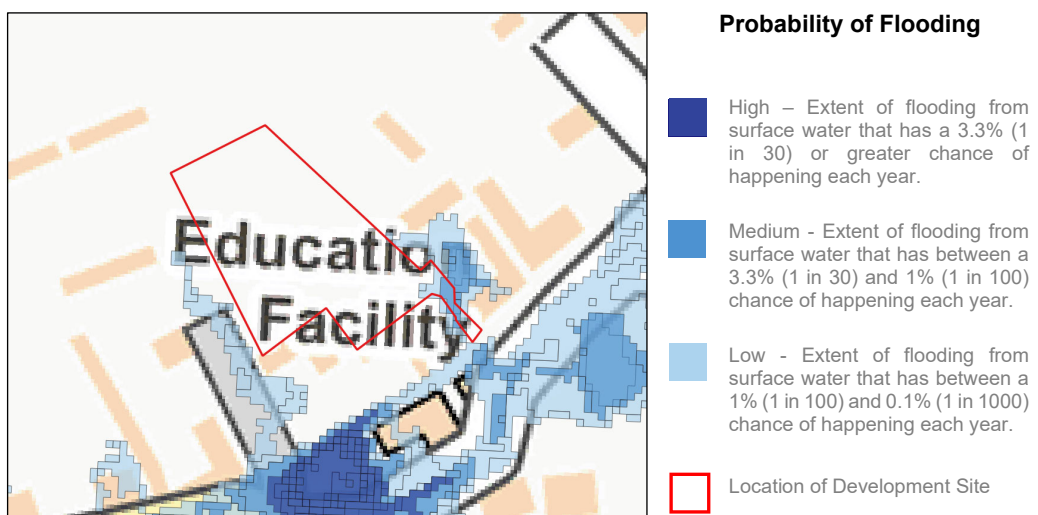 Probability of Flooding
High – Extent of flooding from
surface water that has a 3.3% (1
in 30) or greater chance of
happening each year.
Medium - Extent of flooding from
surface water that has between a
3.3% (1 in 30) and 1% (1 in 100)
chance of happening each year.
Low - Extent of flooding from
surface water that has between a
1% (1 in 100) and 0.1% (1 in 1000)
chance of happening each year.
Location of Development Site
Educatio
Facility